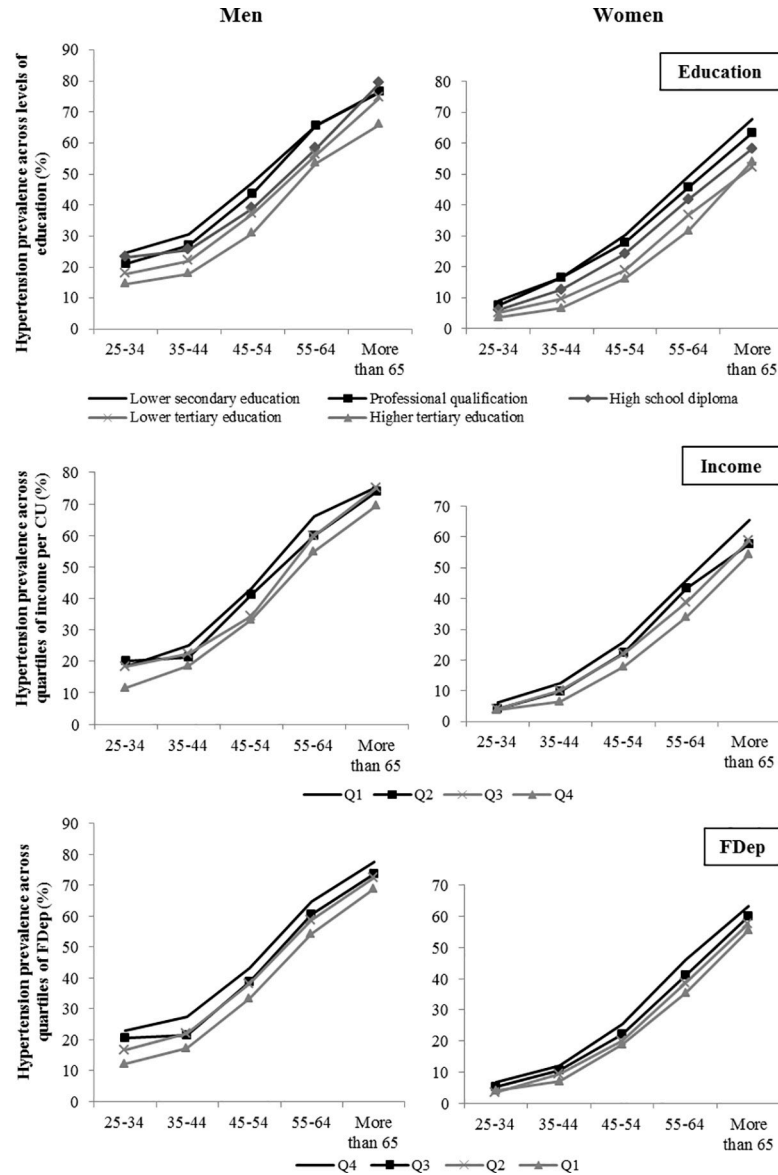 Men
Women
Education
Hypertension prevalence across levels of
education (%)
90
80
70
60
50
40
30
20
10
0
25-34 35-44 45-54 55-64 More
than 65
80
70
60
50
40
30
20
10
0
25-34 35-44 45-54 55-64 More
than 65
Lower secondary education Professional qualification High school diploma
Lower tertiary education Higher tertiary education
Income
Hypertension prevalence across
quartiles of income per CU (%)
80
70
60
50
40
30
20
10
0
25-34 35-44 45-54 55-64 More
than 65
70
60
50
40
30
20
10
0
25-34 35-44 45-54 55-64 More
than 65
Q1 Q2 Q3 Q4
FDep
Hypertension prevalence across
quartiles of FDep (%)
90
80
70
60
50
40
30
20
10
0
25-34 35-44 45-54 55-64 More
than 65
80
70
60
50
40
30
20
10
0
25-34 35-44 45-54 55-64 More
than 65
Q4 Q3 Q2 Q1